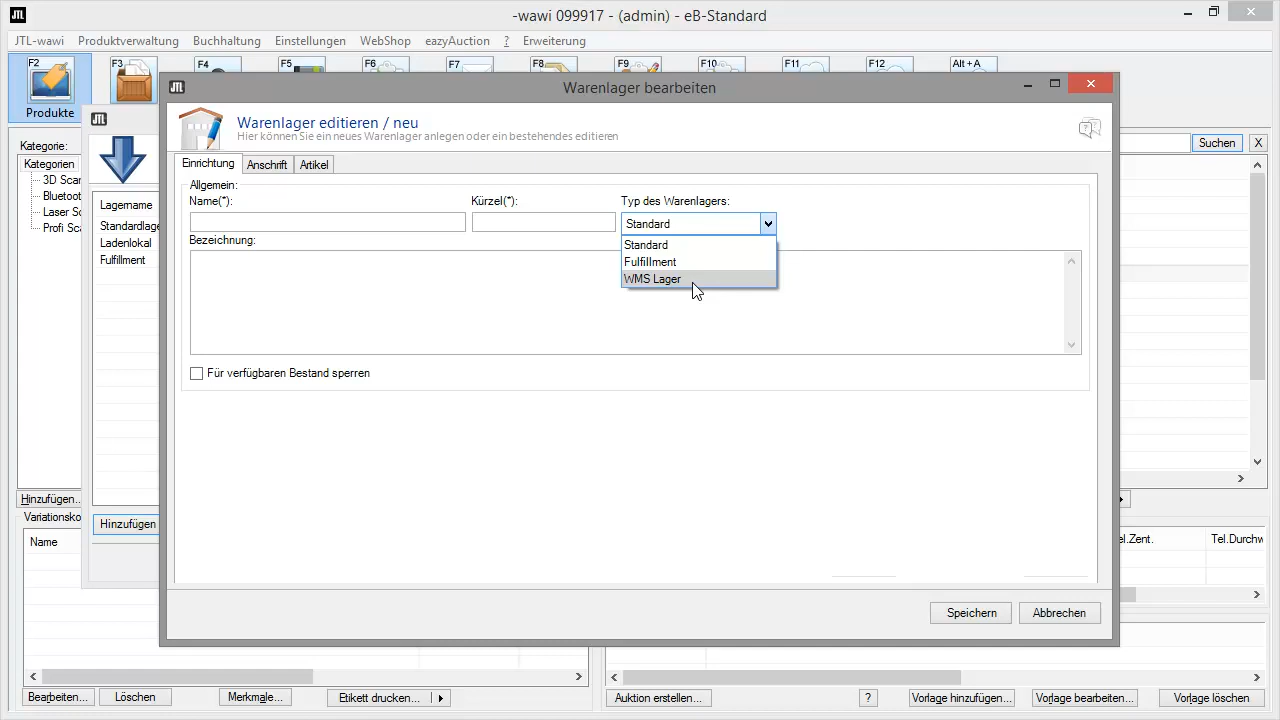 JTL
-wawi 099917 - (admin) - eB-Standard
JTL-wawi Produktverwaltung Buchhaltung Einstellungen WebShop eazyAuction ? Erweiterung
F2 F3 F4 F5 F6 F7 F8 F9 F10 F11 F12 Alt + A
Produkte
JTL Warenlager bearbeiten
JTL
Warenlager editieren / neu
Hier können Sie ein neues Warenlager anlegen oder ein bestehendes editieren
Kategorie:
Suchen X
Kategorien
3D Scan
Bluetoot
Laser Sc
Profi Sca
Lagername
Standardlage
Ladenlokal
Fulfillment
Einrichtung Anschrift Artikel
Allgemein:
Name(*): Kürzel(*): Typ des Warenlagers:
Standard
Standard
Fulfillment
WMS Lager
Bezeichnung:
Für verfügbaren Bestand sperren
Hinzufügen...
Variationsko
Hinzufügen
Name
el.Zent. Tel.Durchw
Speichern Abbrechen
Bearbeiten... Löschen Merkmale... Etikett drucken... Auktion erstellen... ? Vorlage hinzufügen... Vorlage bearbeiten... Vorlage löschen